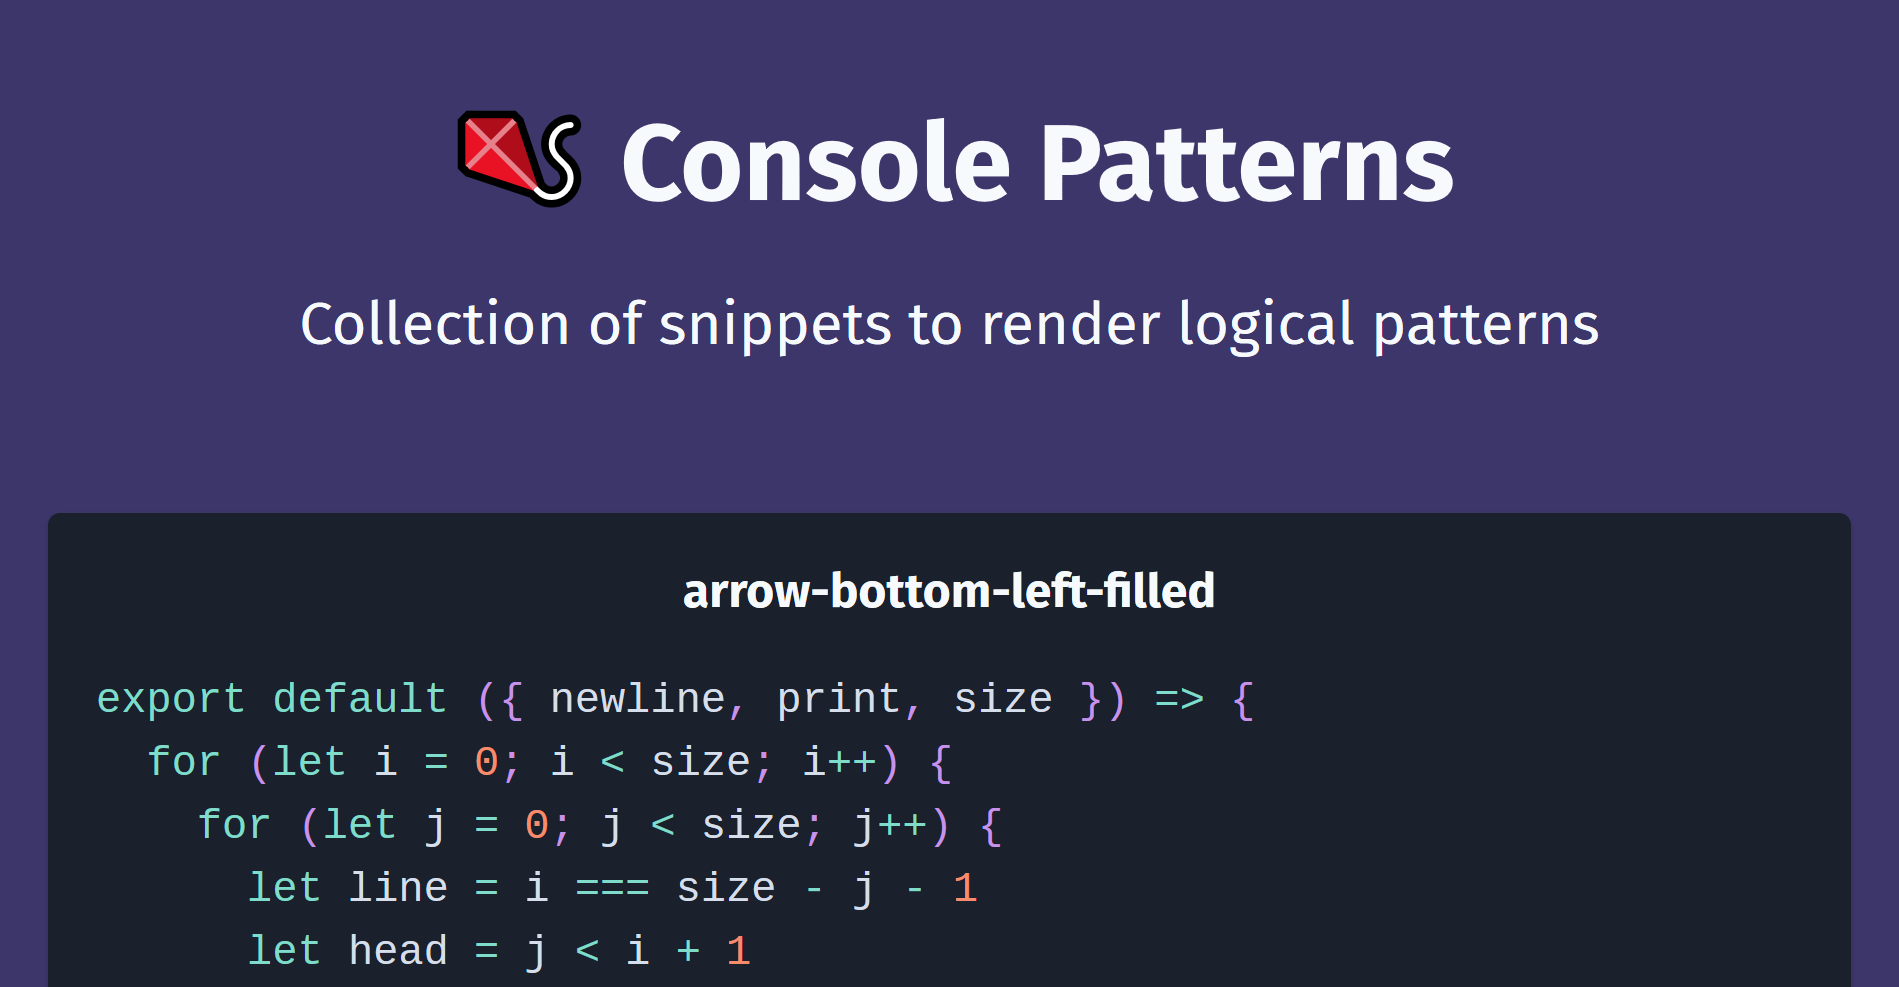 Console Patterns
Collection of snippets to render logical patterns
arrow-bottom-left-filled
export default ({ newline, print, size }) => {
  for (let i = 0; i < size; i++) {
    for (let j = 0; j < size; j++) {
      let line = i === size - j - 1
      let head = j < i + 1